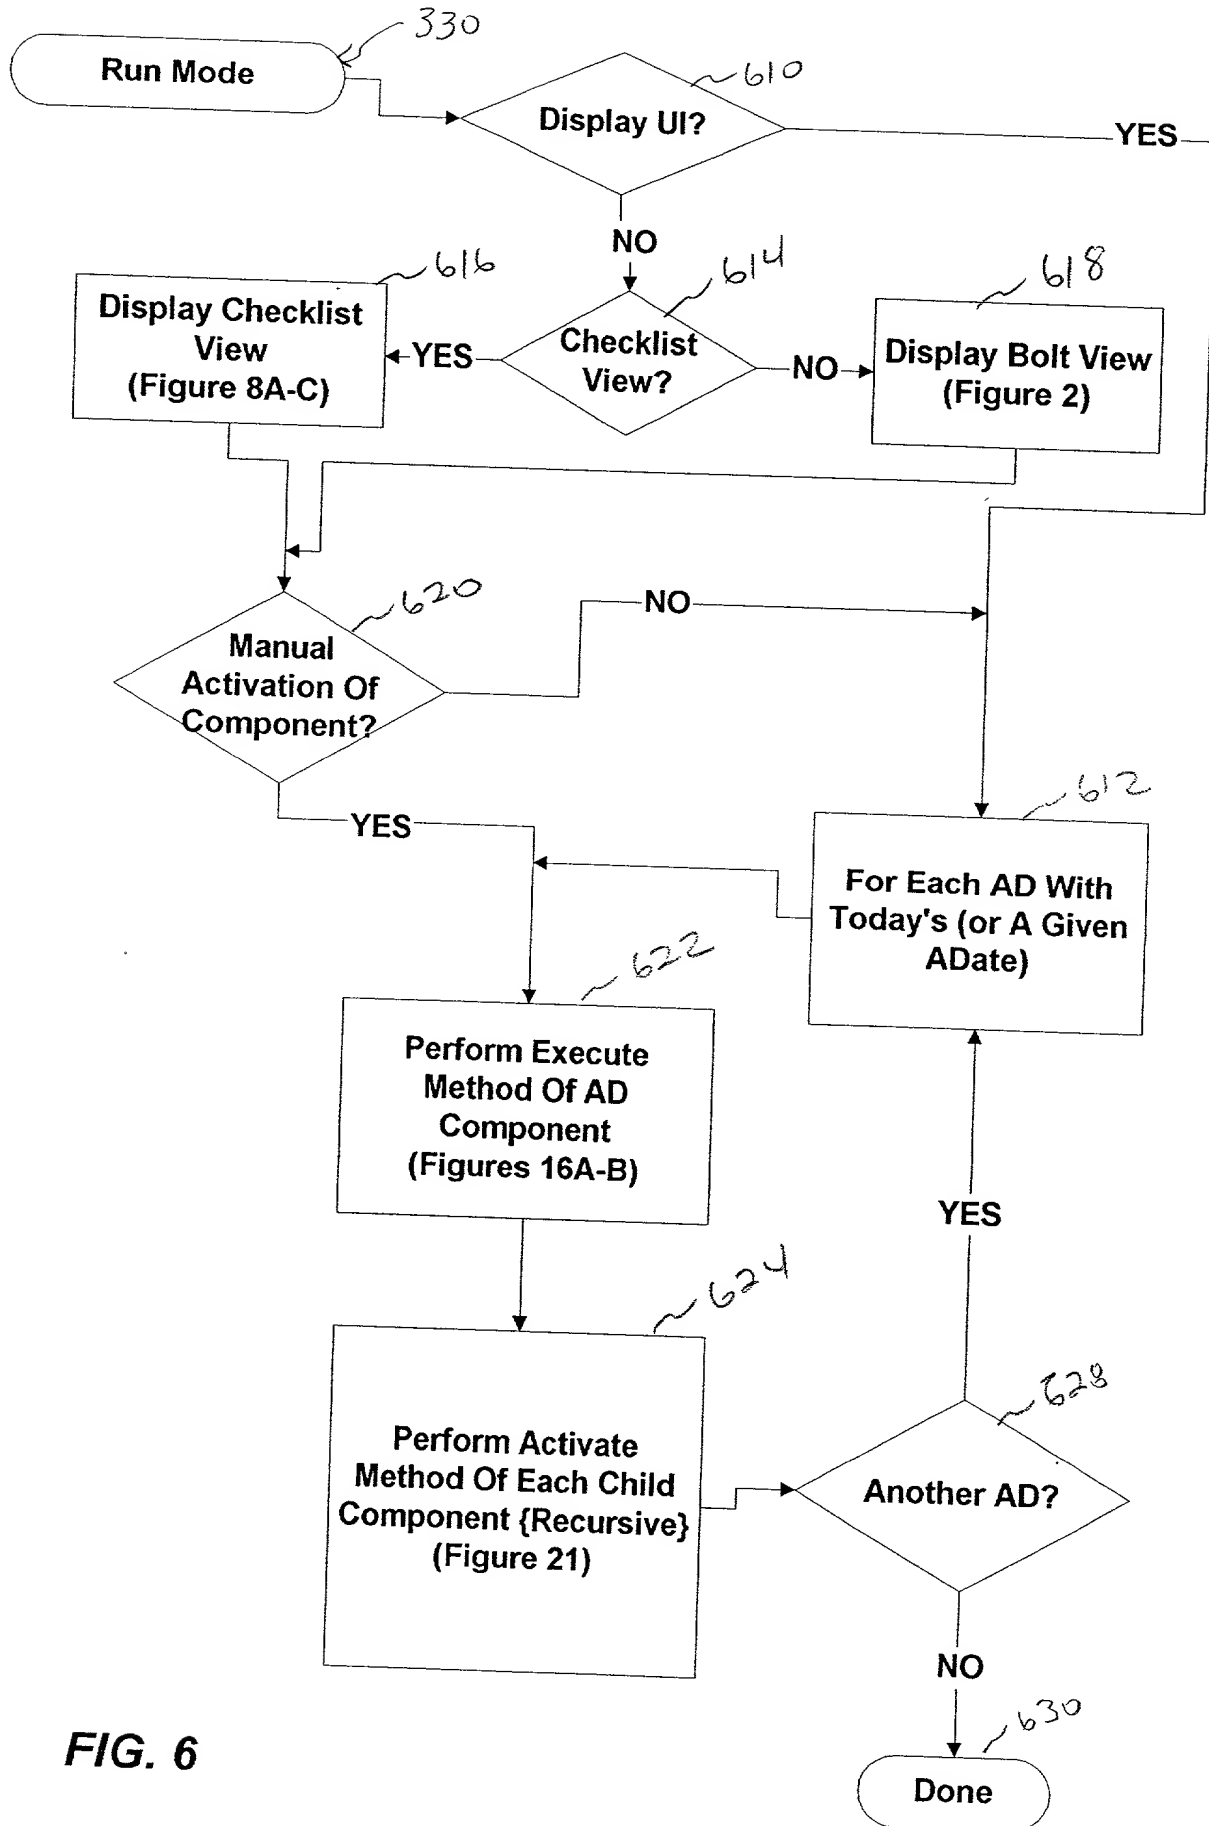 330
Run Mode
610
Display UI?
YES
NO
616
614
618
Display Checklist
View
(Figure 8A-C)
YES
Checklist
View?
NO
Display Bolt View
(Figure 2)
620
NO
Manual
Activation Of
Component?
612
YES
For Each AD With
Today's (or A Given
ADate)
622
Perform Execute
Method Of AD
Component
(Figures 16A-B)
YES
624
628
Perform Activate
Method Of Each Child
Component {Recursive}
(Figure 21)
Another AD?
NO
630
Done
FIG. 6